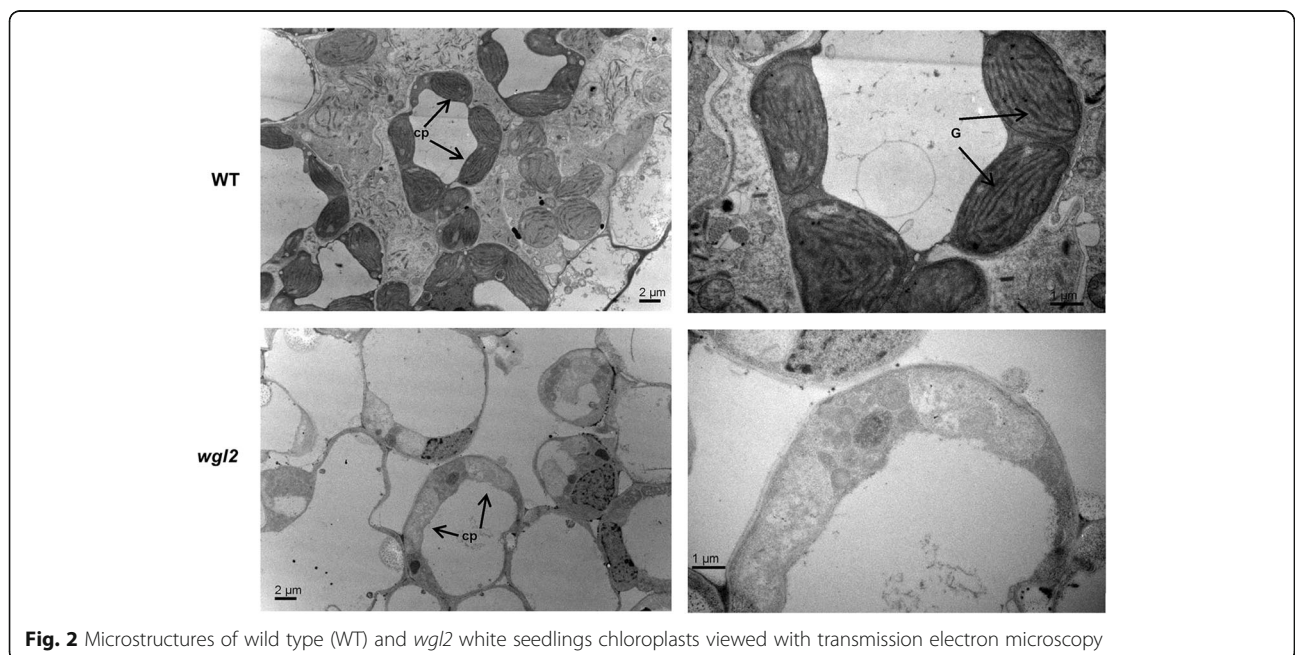 WT
cp
2 µm
G
1 µm
wgl2
cp
2 µm
1 µm
Fig. 2 Microstructures of wild type (WT) and wgl2 white seedlings chloroplasts viewed with transmission electron microscopy